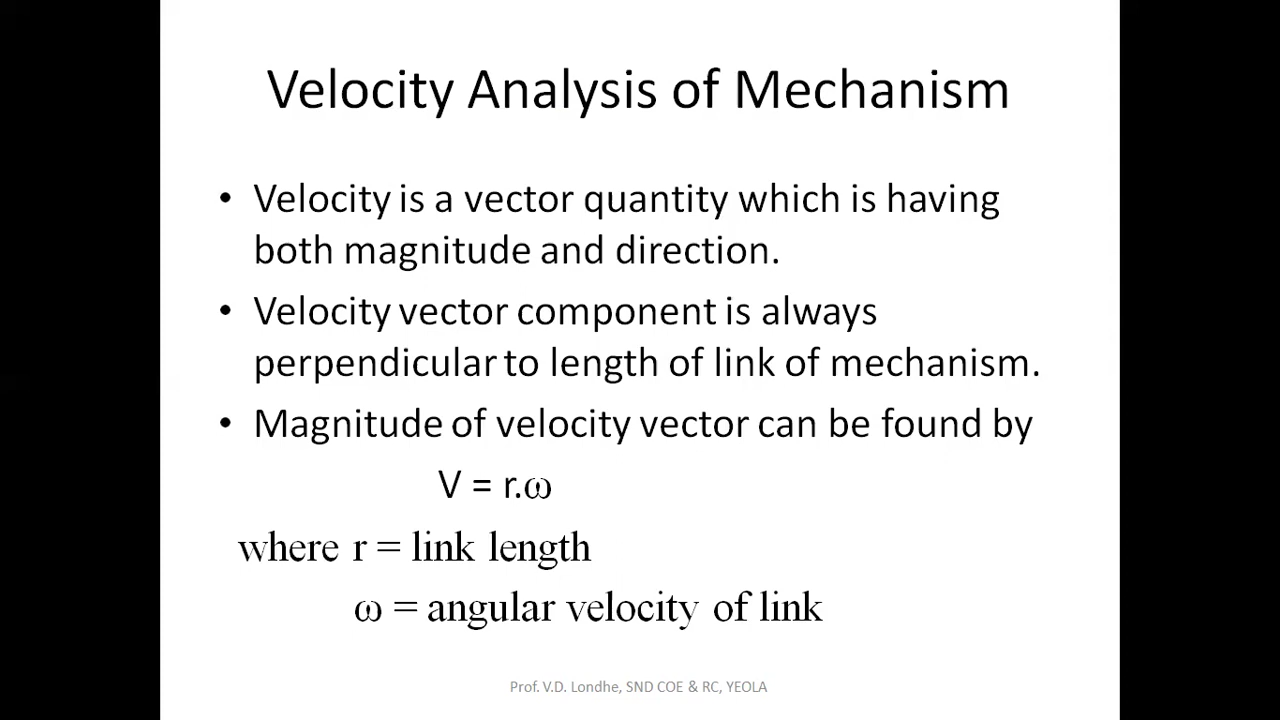 Velocity Analysis of Mechanism
• Velocity is a vector quantity which is having
both magnitude and direction.
• Velocity vector component is always
perpendicular to length of link of mechanism.
• Magnitude of velocity vector can be found by
V = r.ω
where r = link length
ω = angular velocity of link
Prof. V.D. Londhe, SND COE & RC, YEOLA